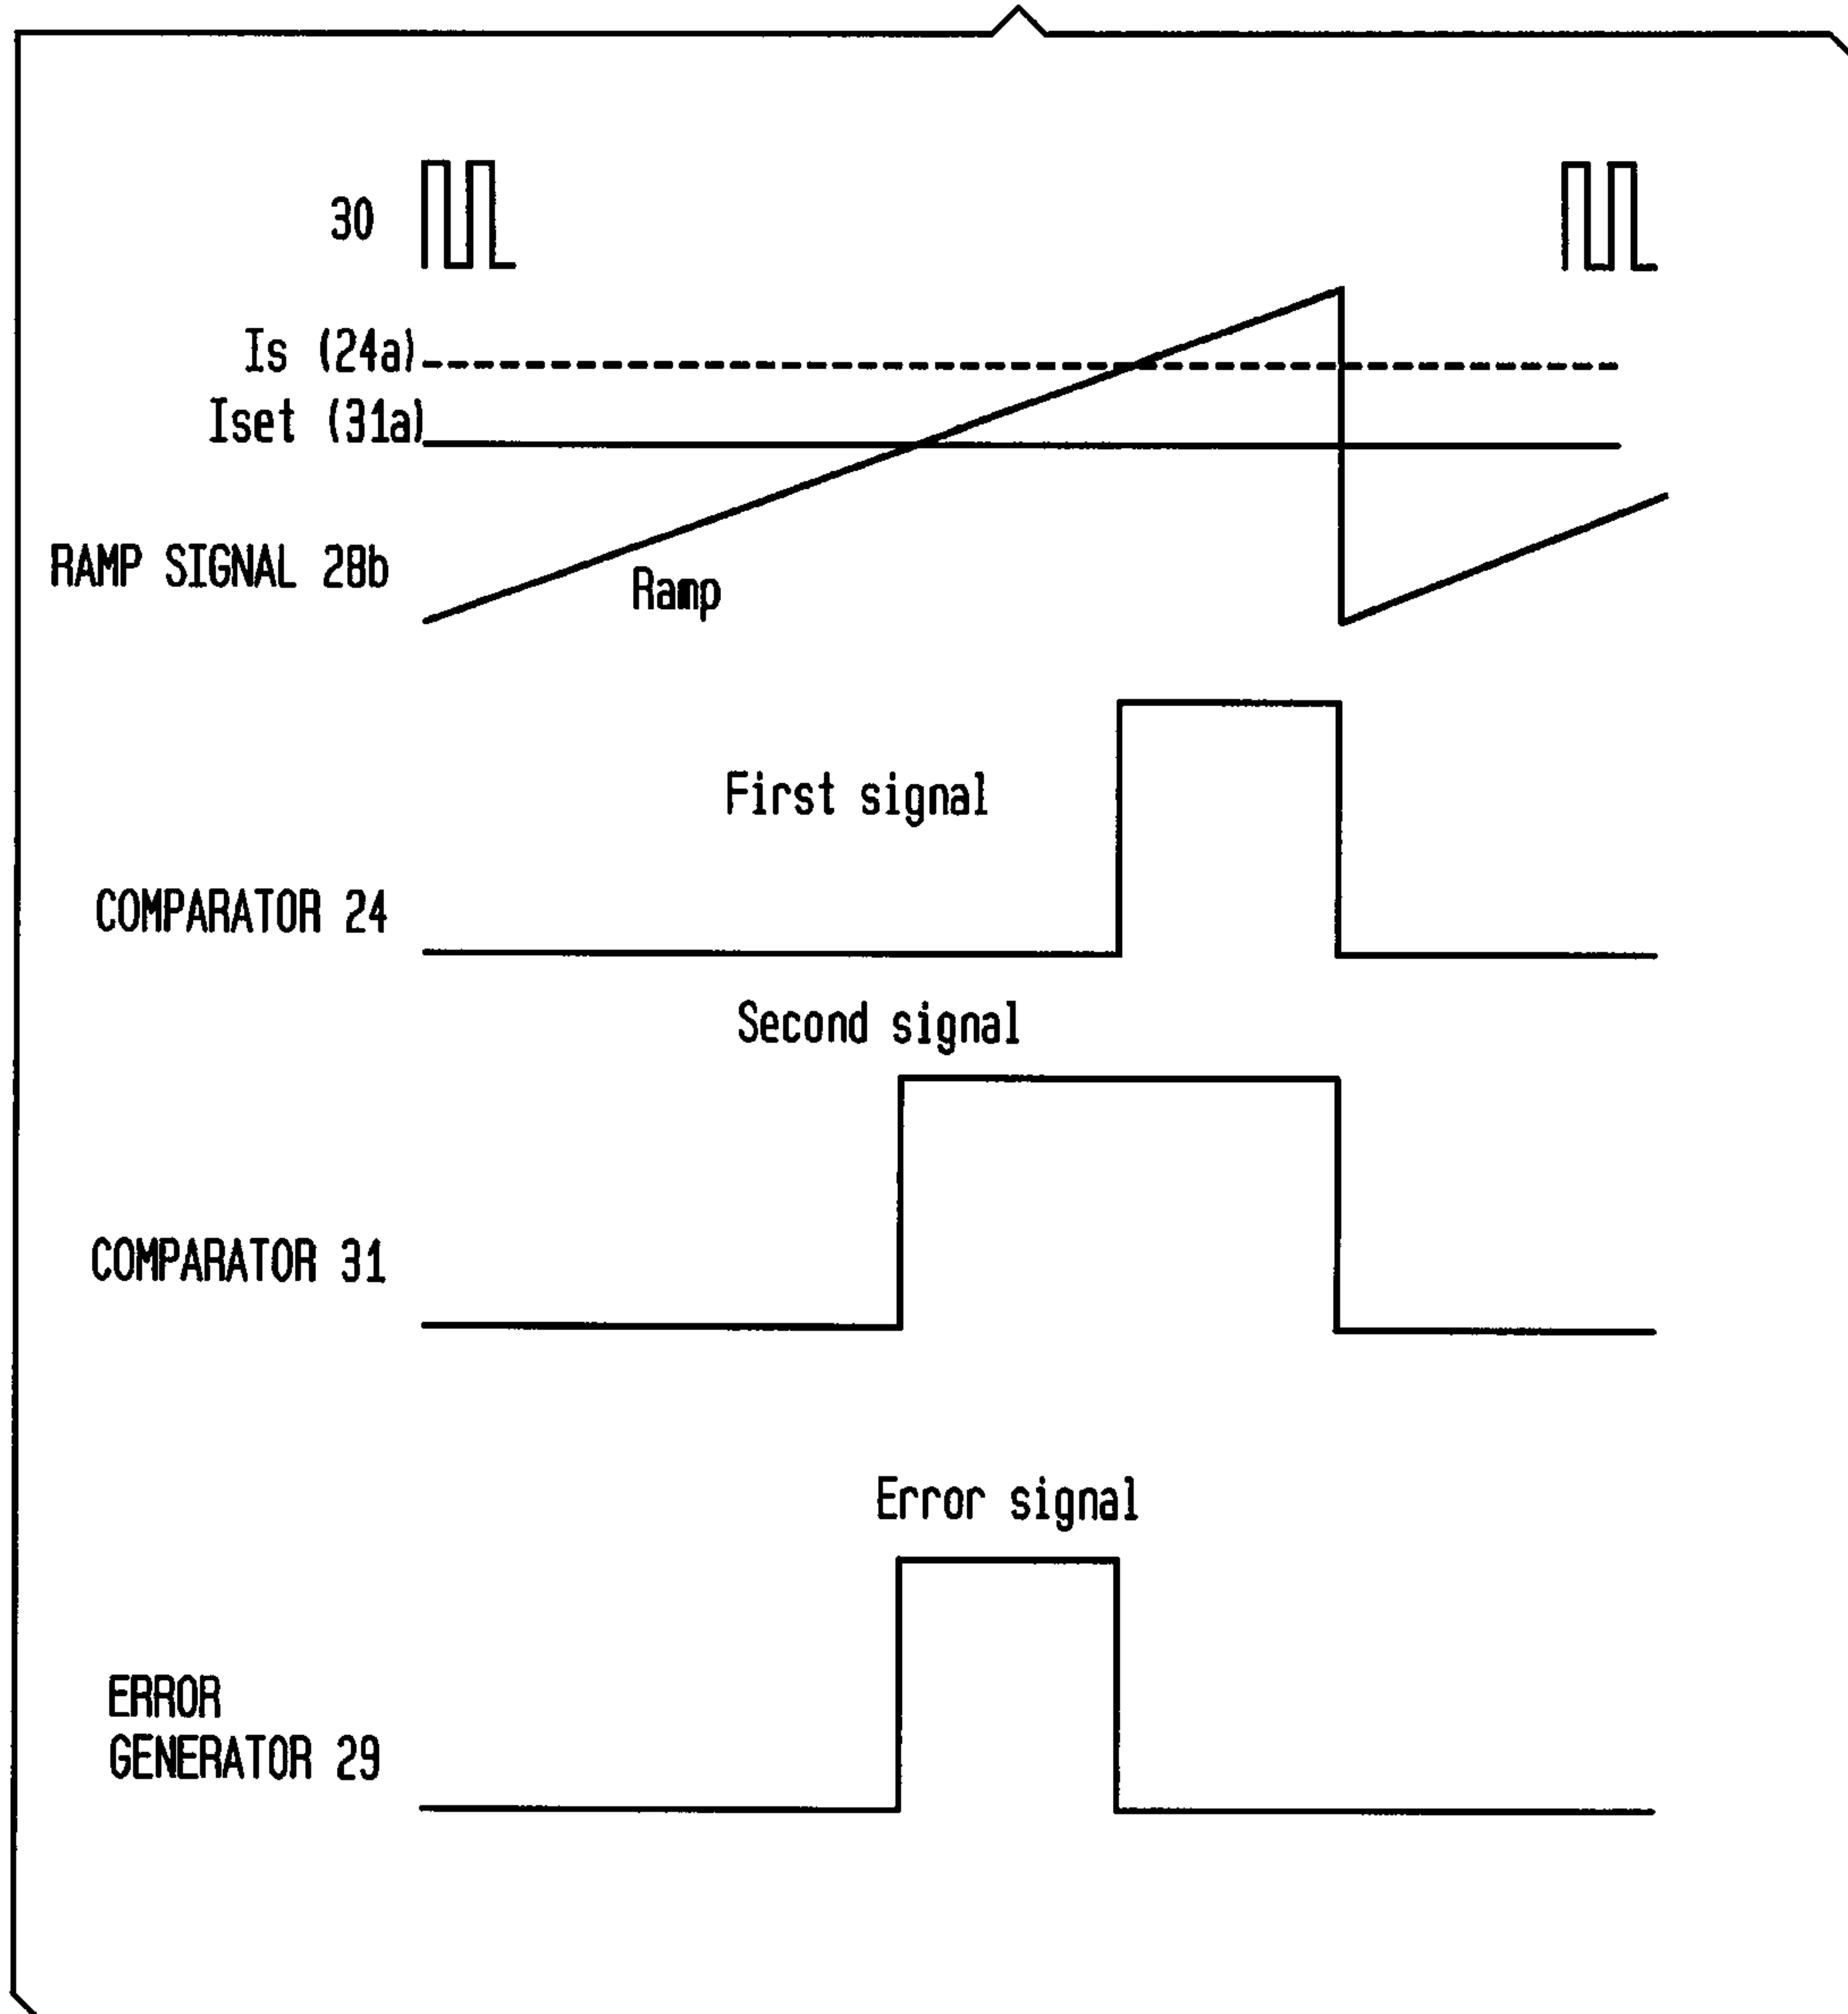 30
Is (24a)
Iset (31a)
RAMP SIGNAL 28b
Ramp
First signal
COMPARATOR 24
Second signal
COMPARATOR 31
Error signal
ERROR
GENERATOR 29